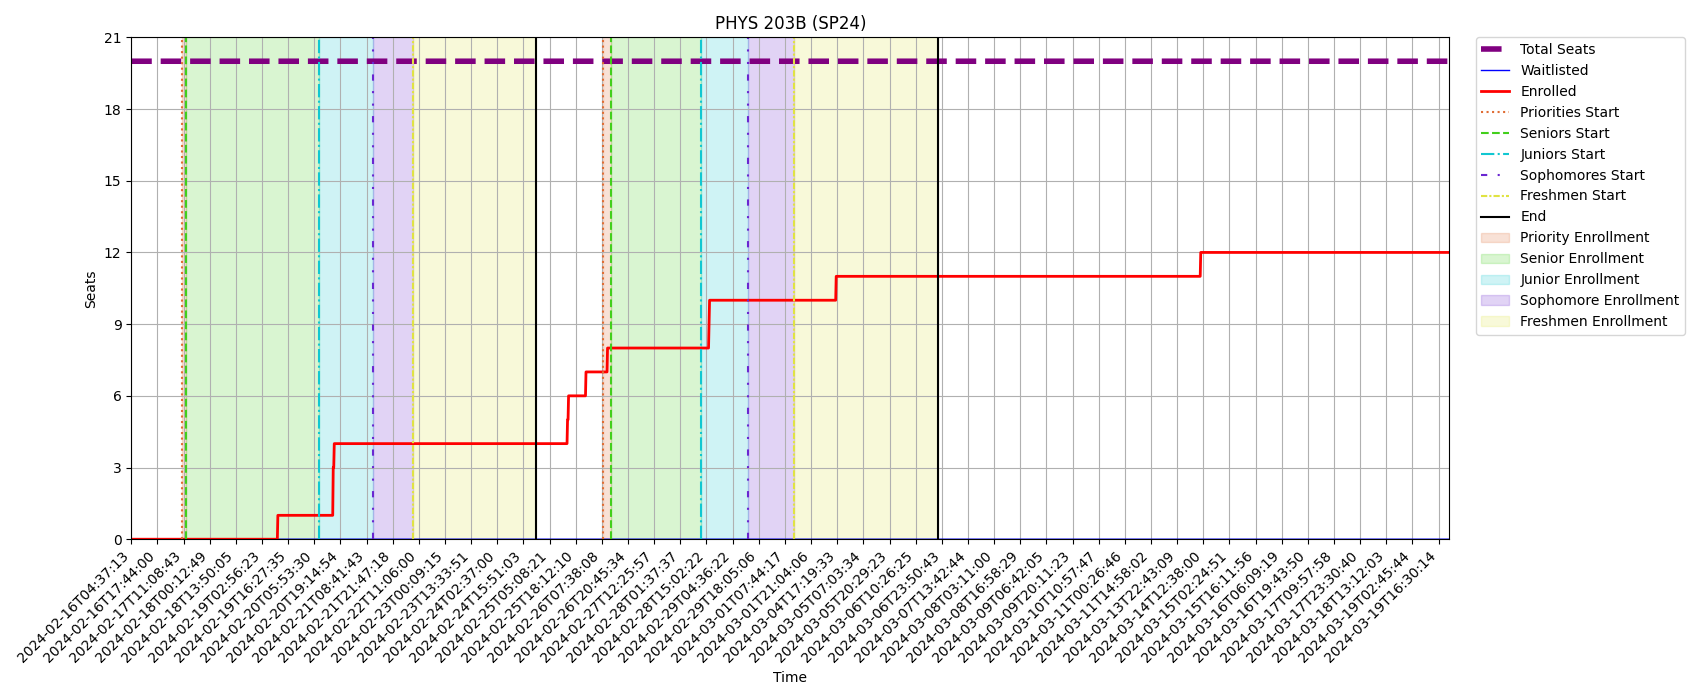 PHYS 203B (SP24)
Seats
21
18
15
12
9
6
3
0
2024-02-16T04:37:13
2024-02-16T17:44:00
2024-02-17T11:08:43
2024-02-18T00:12:49
2024-02-18T13:50:05
2024-02-19T02:56:23
2024-02-19T16:27:35
2024-02-20T05:53:30
2024-02-20T19:14:54
2024-02-21T08:41:43
2024-02-21T21:47:18
2024-02-22T11:06:00
2024-02-23T00:09:15
2024-02-23T13:33:51
2024-02-24T02:37:00
2024-02-24T15:51:03
2024-02-25T05:08:21
2024-02-25T18:12:10
2024-02-26T07:38:08
2024-02-26T20:45:34
2024-02-27T12:25:57
2024-02-28T01:37:37
2024-02-28T15:02:22
2024-02-29T04:36:22
2024-02-29T18:05:06
2024-03-01T07:44:17
2024-03-01T21:04:06
2024-03-04T17:19:33
2024-03-05T07:03:34
2024-03-05T20:29:23
2024-03-06T10:26:25
2024-03-06T23:50:43
2024-03-07T13:42:44
2024-03-08T03:11:00
2024-03-08T16:58:29
2024-03-09T06:42:05
2024-03-09T20:11:23
2024-03-10T10:57:47
2024-03-11T00:26:46
2024-03-11T14:58:02
2024-03-13T22:43:09
2024-03-14T12:38:00
2024-03-15T02:24:51
2024-03-15T16:11:56
2024-03-16T06:09:19
2024-03-16T19:43:50
2024-03-17T09:57:58
2024-03-17T23:30:40
2024-03-18T13:12:03
2024-03-19T02:45:44
2024-03-19T16:30:14
Time
Total Seats
Waitlisted
Enrolled
Priorities Start
Seniors Start
Juniors Start
Sophomores Start
Freshmen Start
End
Priority Enrollment
Senior Enrollment
Junior Enrollment
Sophomore Enrollment
Freshmen Enrollment